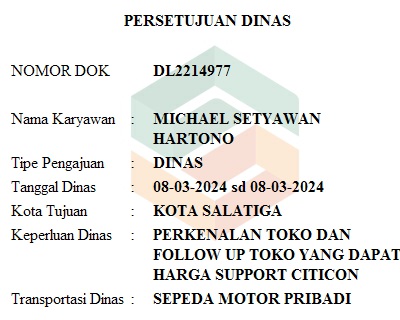 PERSETUJUAN DINAS
NOMOR DOK DL2214977
Nama Karyawan : MICHAEL SETYAWAN
HARTONO
Tipe Pengajuan : DINAS
Tanggal Dinas : 08-03-2024 sd 08-03-2024
Kota Tujuan : KOTA SALATIGA
Keperluan Dinas : PERKENALAN TOKO DAN
FOLLOW UP TOKO YANG DAPAT
HARGA SUPPORT CITICON
Transportasi Dinas : SEPEDA MOTOR PRIBADI